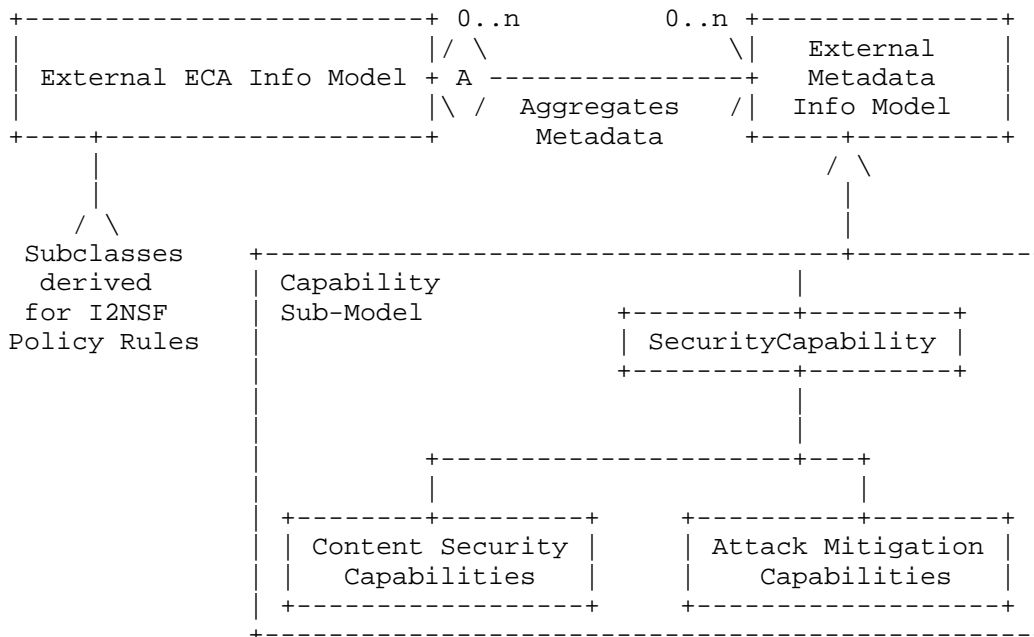 0..n 0..n
External
External ECA Info Model A Metadata
Aggregates Info Model
Metadata
Subclasses
derived Capability
for I2NSF Sub-Model
Policy Rules SecurityCapability
Content Security Attack Mitigation
Capabilities Capabilities